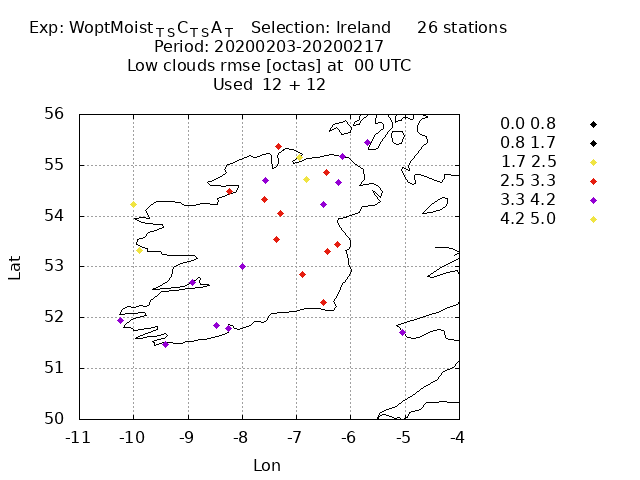 Exp: WoptMoist_TS C_TS A_T Selection: Ireland 26 stations
Period: 20200203-20200217
Low clouds rmse [octas] at 00 UTC
Used 12 + 12
56
55
54
53
52
51
50
Lat
-11 -10 -9 -8 -7 -6 -5 -4
Lon
0.0 0.8
0.8 1.7
1.7 2.5
2.5 3.3
3.3 4.2
4.2 5.0